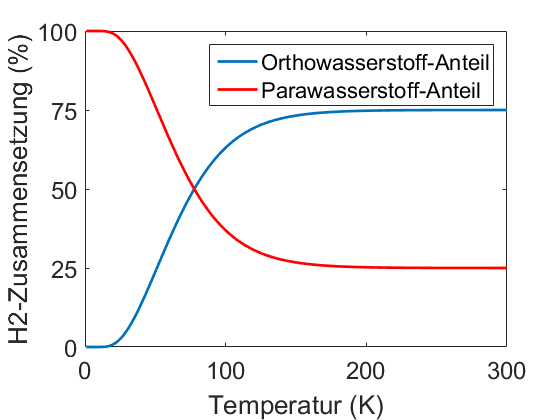 H2-Zusammensetzung (%)
100
75
50
25
0
Orthowasserstoff-Anteil
Parawasserstoff-Anteil
0
100
200
300
Temperatur (K)